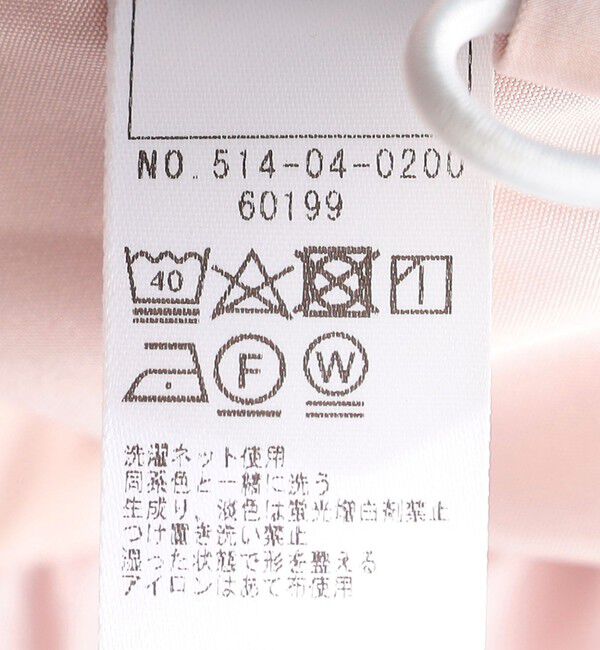 NO. 514-04-0200
60199
40
F W
洗濯ネット使用
同系色と一緒に洗う
生成り、淡色は蛍光増白剤禁止
つけ置き洗い禁止
湿った状態で形を整える
アイロンはあて布使用